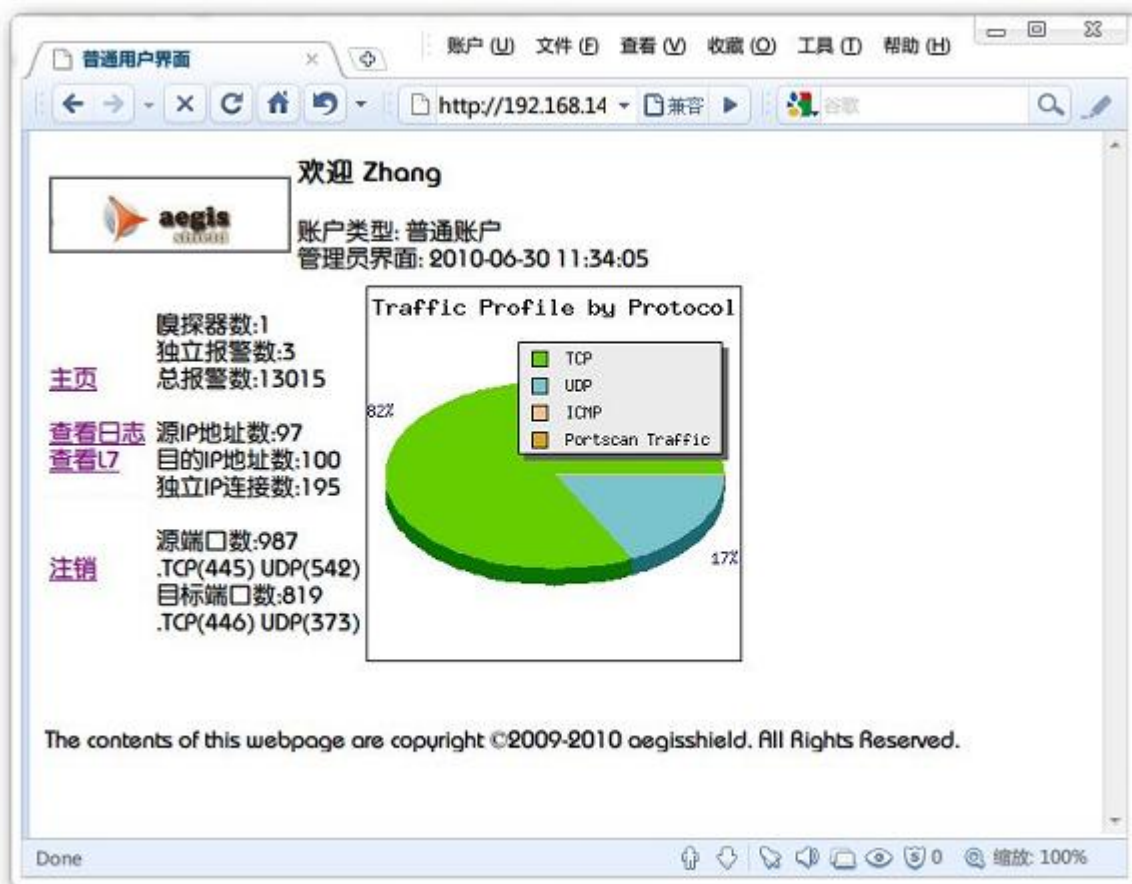 账户 (U) 文件 (F) 查看 (V) 收藏 (O) 工具 (T) 帮助 (H)
普通用户界面
http://192.168.14 兼容 谷歌
aegis
shield
欢迎 Zhang
账户类型: 普通账户
管理员界面: 2010-06-30 11:34:05
主页
查看日志
查看L7
注销
嗅探器数:1
独立报警数:3
总报警数:13015
源IP地址数:97
目的IP地址数:100
独立IP连接数:195
源端口数:987
.TCP(445) UDP(542)
目标端口数:819
.TCP(446) UDP(373)
Traffic Profile by Protocol
TCP
UDP
ICMP
Portscan Traffic
82%
17%
The contents of this webpage are copyright ©2009-2010 aegisshield. All Rights Reserved.
Done 0 缩放: 100%